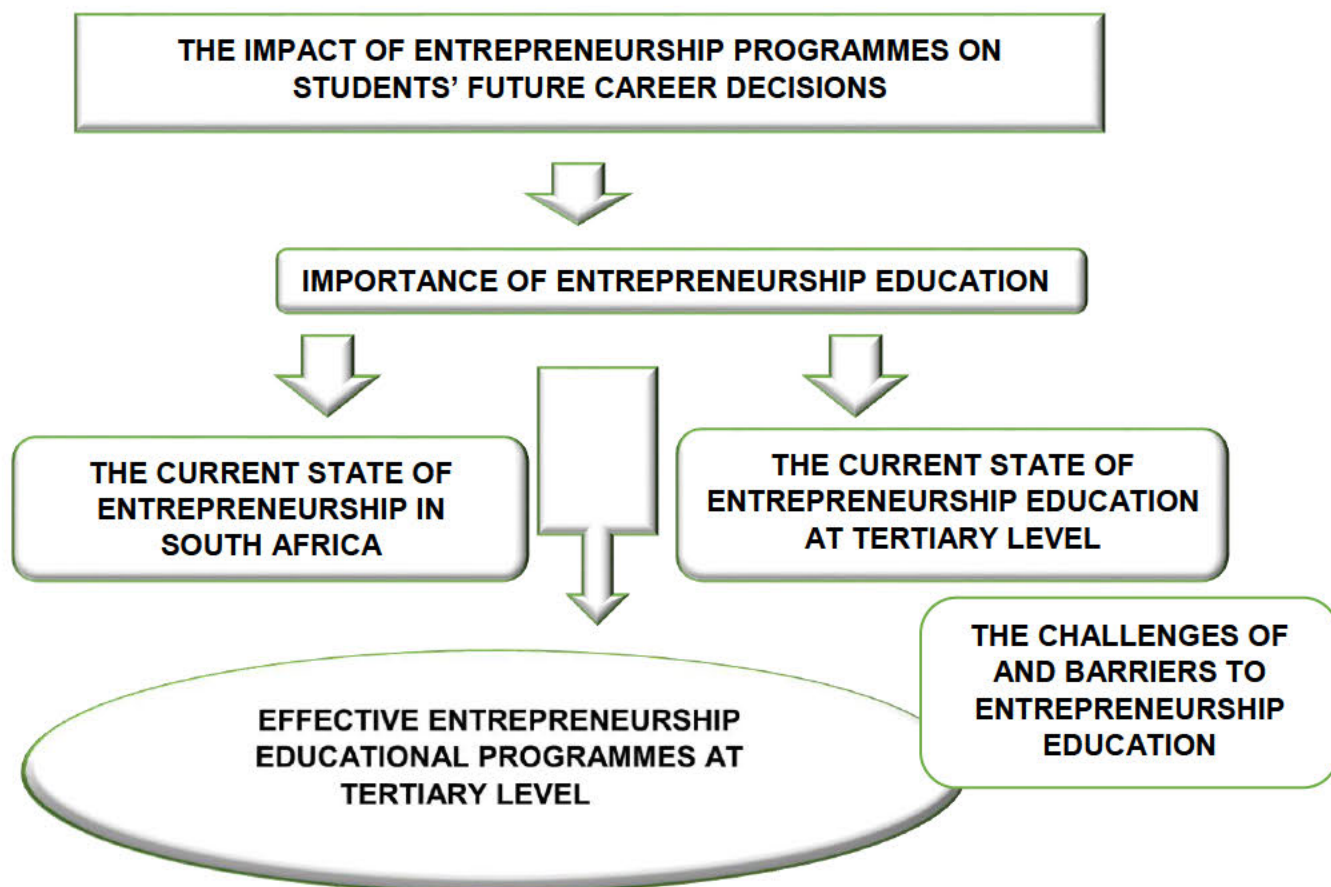 THE IMPACT OF ENTREPRENEURSHIP PROGRAMMES ON
STUDENTS’ FUTURE CAREER DECISIONS
IMPORTANCE OF ENTREPRENEURSHIP EDUCATION
THE CURRENT STATE OF
ENTREPRENEURSHIP IN
SOUTH AFRICA
THE CURRENT STATE OF
ENTREPRENEURSHIP EDUCATION
AT TERTIARY LEVEL
THE CHALLENGES OF
AND BARRIERS TO
ENTREPRENEURSHIP
EDUCATION
EFFECTIVE ENTREPRENEURSHIP
EDUCATIONAL PROGRAMMES AT
TERTIARY LEVEL